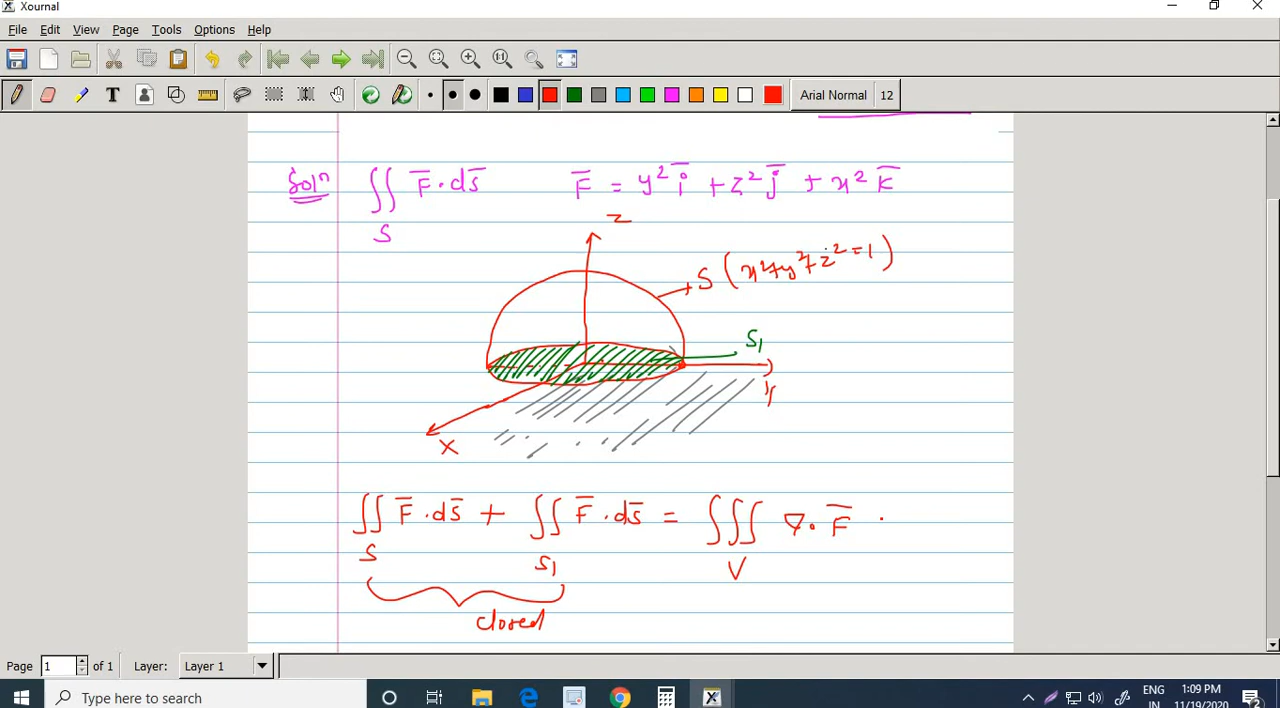 Xournal
File Edit View Page Tools Options Help
Arial Normal 12
Soln ∬ F̅ · dS̅ F̅ = y² i̅ + z² j̅ + x² k̅
S
z
S (x²+y²+z²=1)
S₁
Y
X
∬ F̅ · dS̅ + ∬ F̅ · dS̅ = ∭ ∇ · F̅ ·
S S₁ V
closed
Page 1 of 1 Layer: Layer 1
Type here to search
ENG 1:09 PM
IN 11/19/2020 2